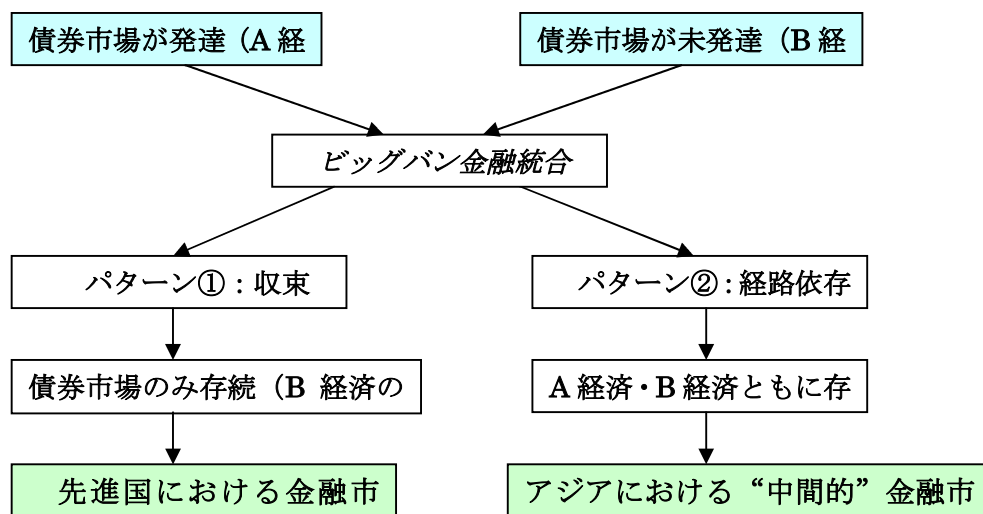 債券市場が発達（A 経
債券市場が未発達（B 経
ビッグバン金融統合
パターン①：収束
パターン②：経路依存
債券市場のみ存続（B 経済の
A 経済・B 経済ともに存
先進国における金融市
アジアにおける“中間的”金融市